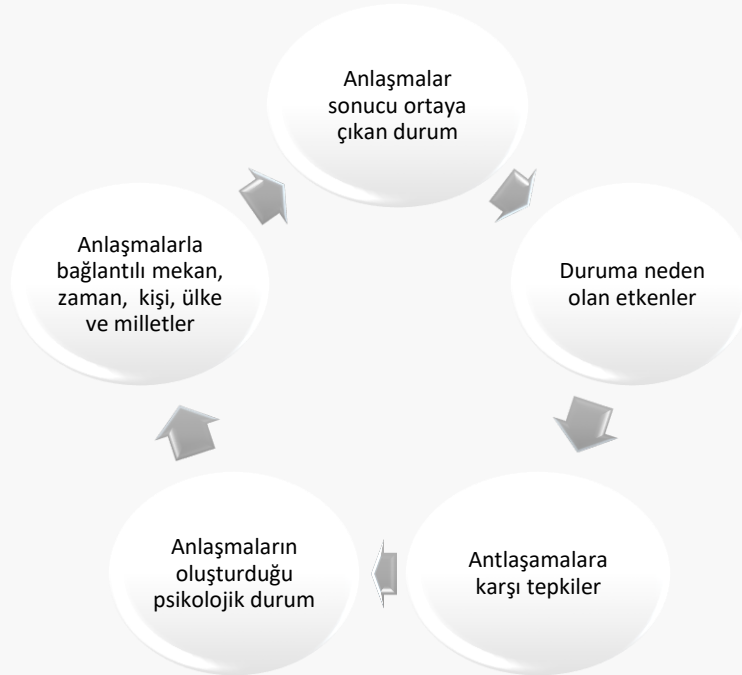 Anlaşmalar
sonucu ortaya
çıkan durum
Duruma neden
olan etkenler
Antlaşamalara
karşı tepkiler
Anlaşmaların
oluşturduğu
psikolojik durum
Anlaşmalarla
bağlantılı mekan,
zaman, kişi, ülke
ve milletler